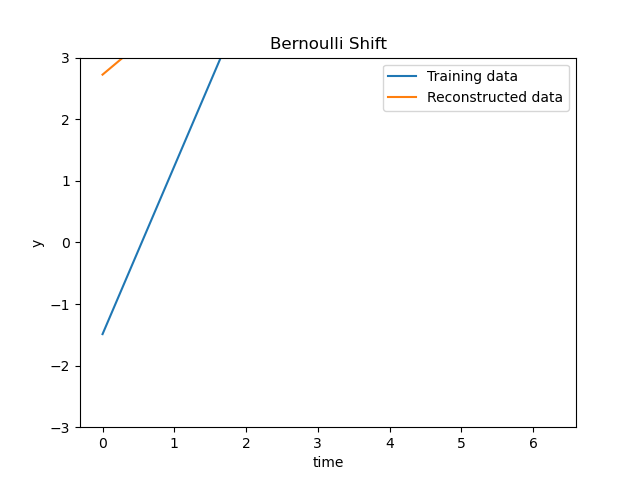 Bernoulli Shift
Training data
Reconstructed data
3
2
1
0
−1
−2
−3
y
0 1 2 3 4 5 6
time